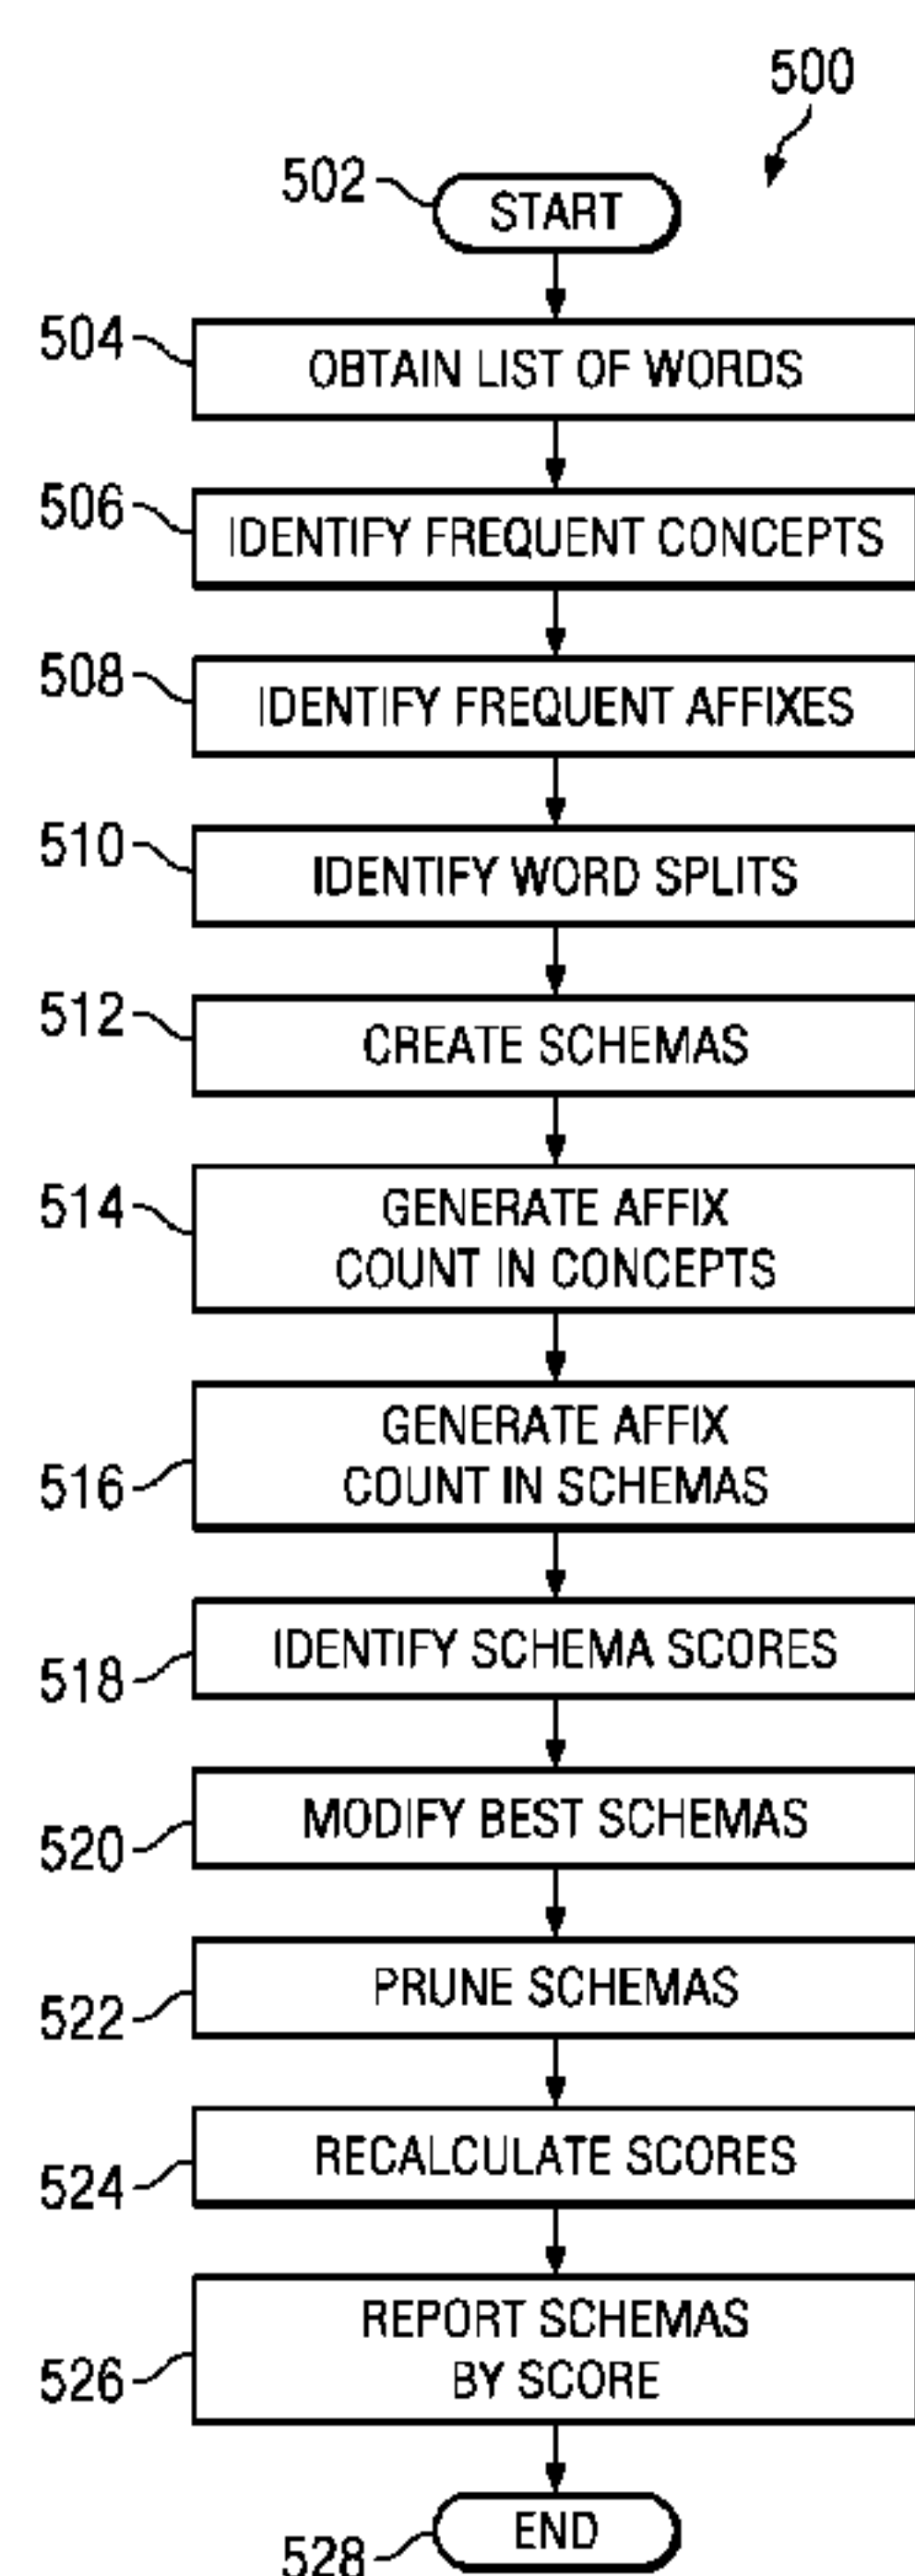 500
502
START
504
OBTAIN LIST OF WORDS
506
IDENTIFY FREQUENT CONCEPTS
508
IDENTIFY FREQUENT AFFIXES
510
IDENTIFY WORD SPLITS
512
CREATE SCHEMAS
514
GENERATE AFFIX
COUNT IN CONCEPTS
516
GENERATE AFFIX
COUNT IN SCHEMAS
518
IDENTIFY SCHEMA SCORES
520
MODIFY BEST SCHEMAS
522
PRUNE SCHEMAS
524
RECALCULATE SCORES
526
REPORT SCHEMAS
BY SCORE
528
END